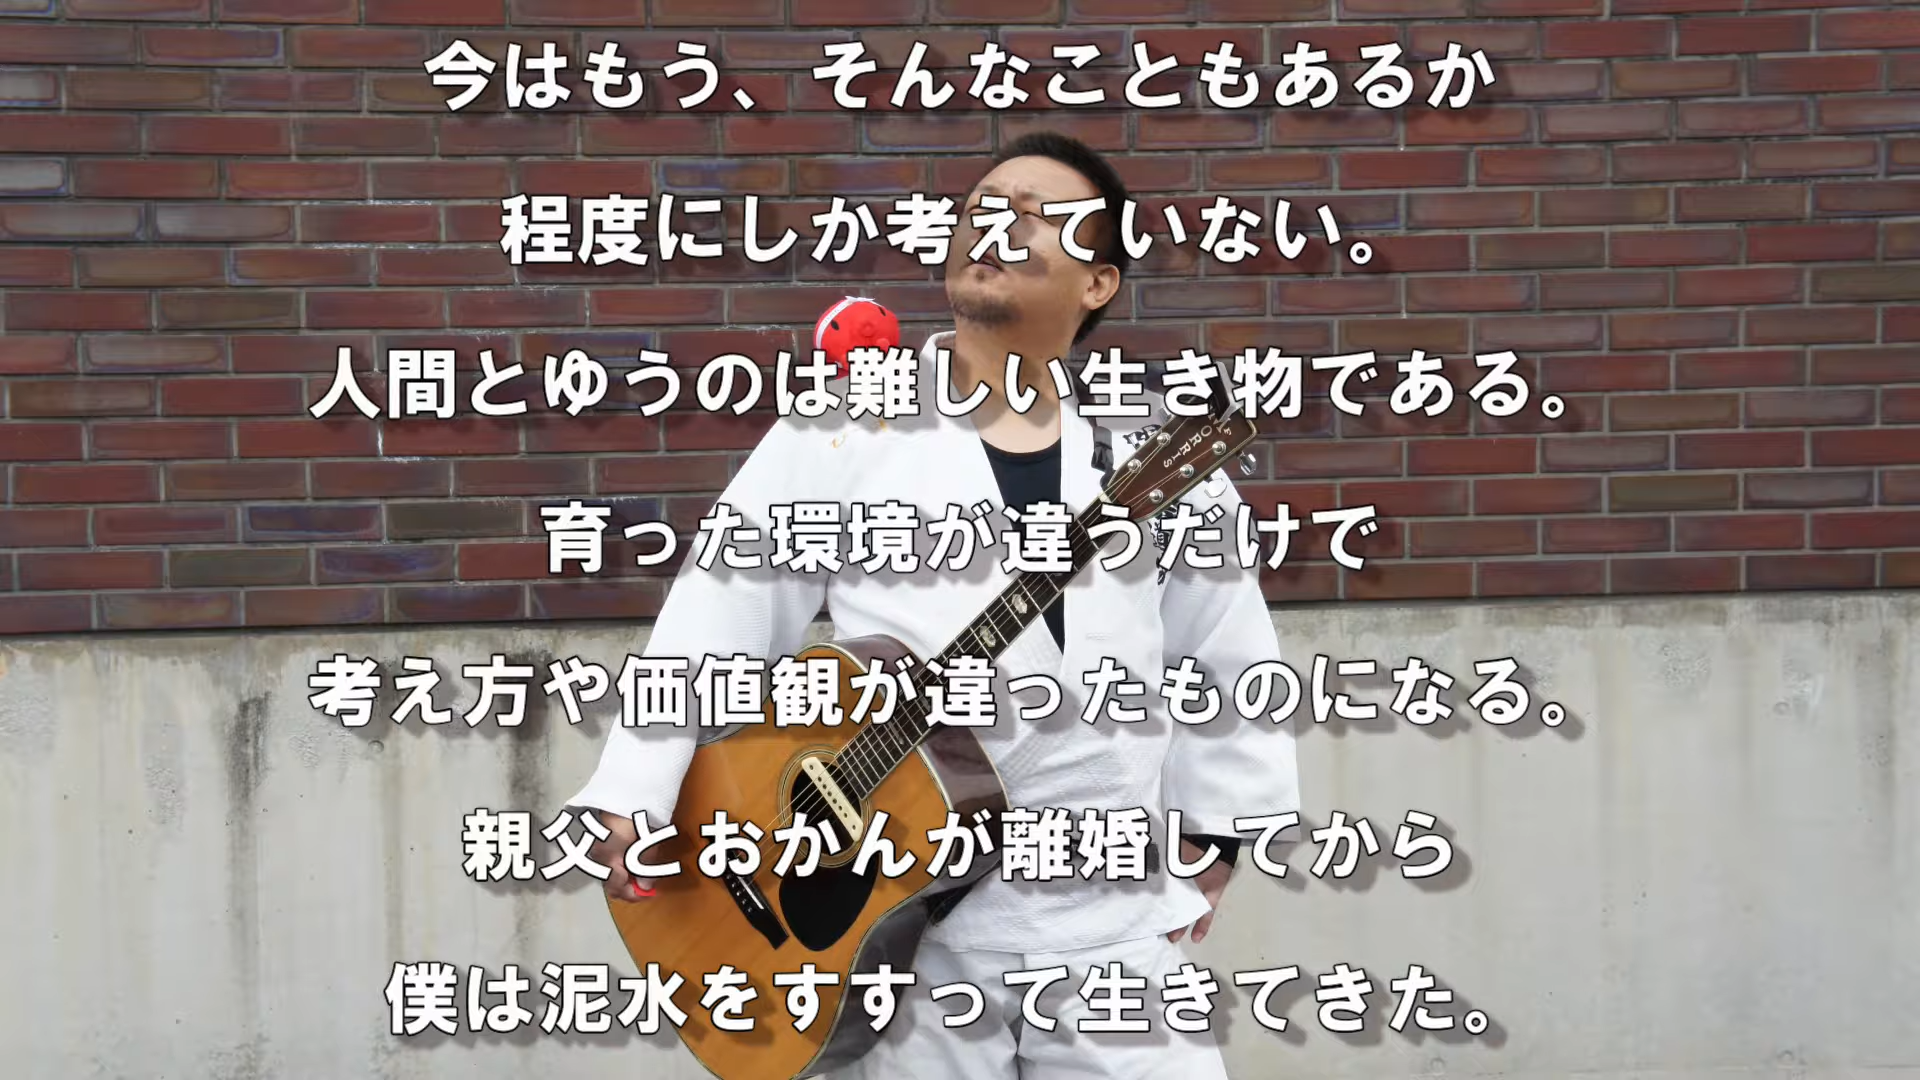 今はもう、そんなこともあるか
程度にしか考えていない。
人間とゆうのは難しい生き物である。
育った環境が違うだけで
考え方や価値観が違ったものになる。
親父とおかんが離婚してから
僕は泥水をすすって生きてきた。
MORRIS